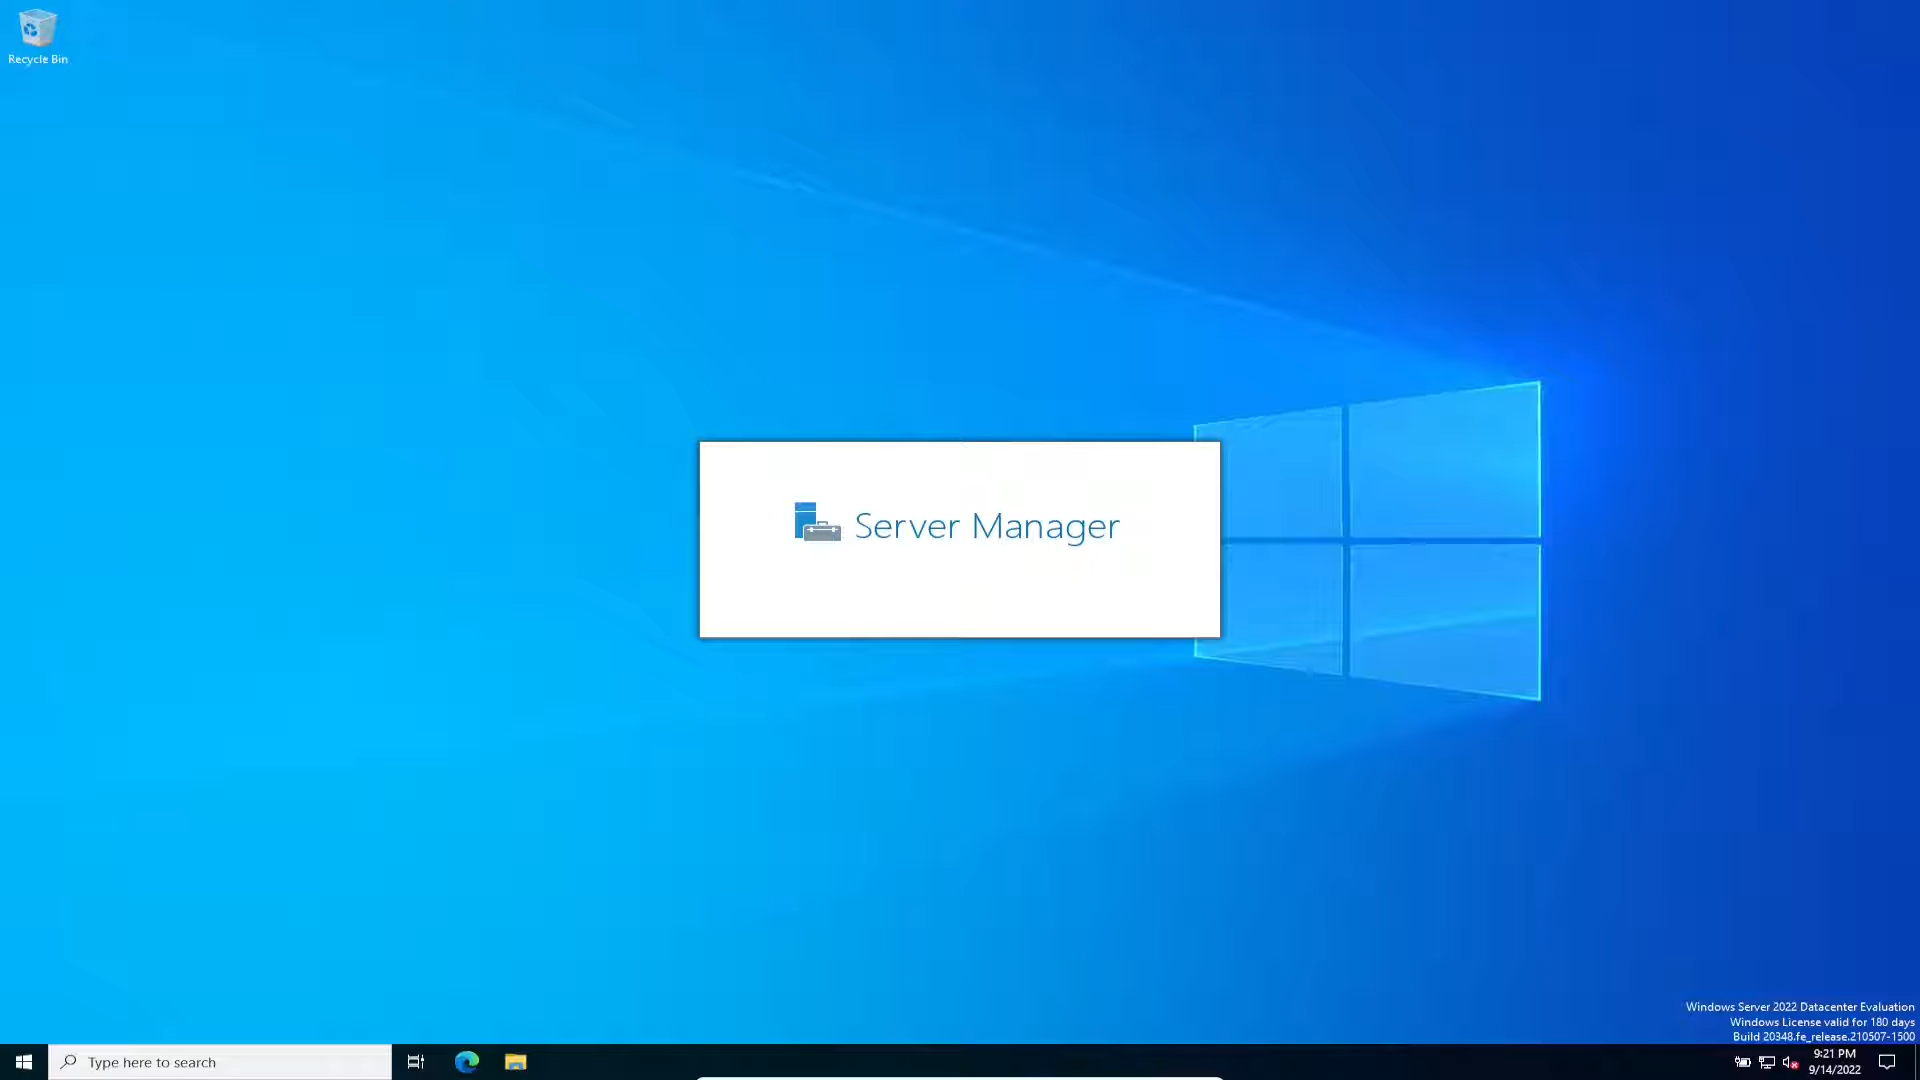 Recycle Bin
Server Manager
Windows Server 2022 Datacenter Evaluation
Windows License valid for 180 days
Build 20348.fe_release.210507-1500
Type here to search
9:21 PM
9/14/2022